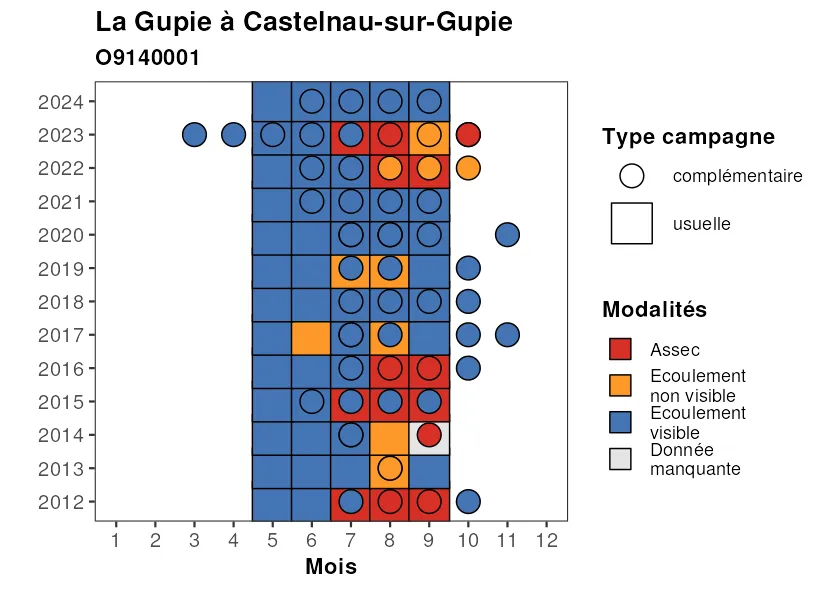 La Gupie à Castelnau-sur-Gupie
O9140001
2024
2023
2022
2021
2020
2019
2018
2017
2016
2015
2014
2013
2012
1 2 3 4 5 6 7 8 9 10 11 12
Mois
Type campagne
complémentaire
usuelle
Modalités
Assec
Ecoulement
non visible
Ecoulement
visible
Donnée
manquante